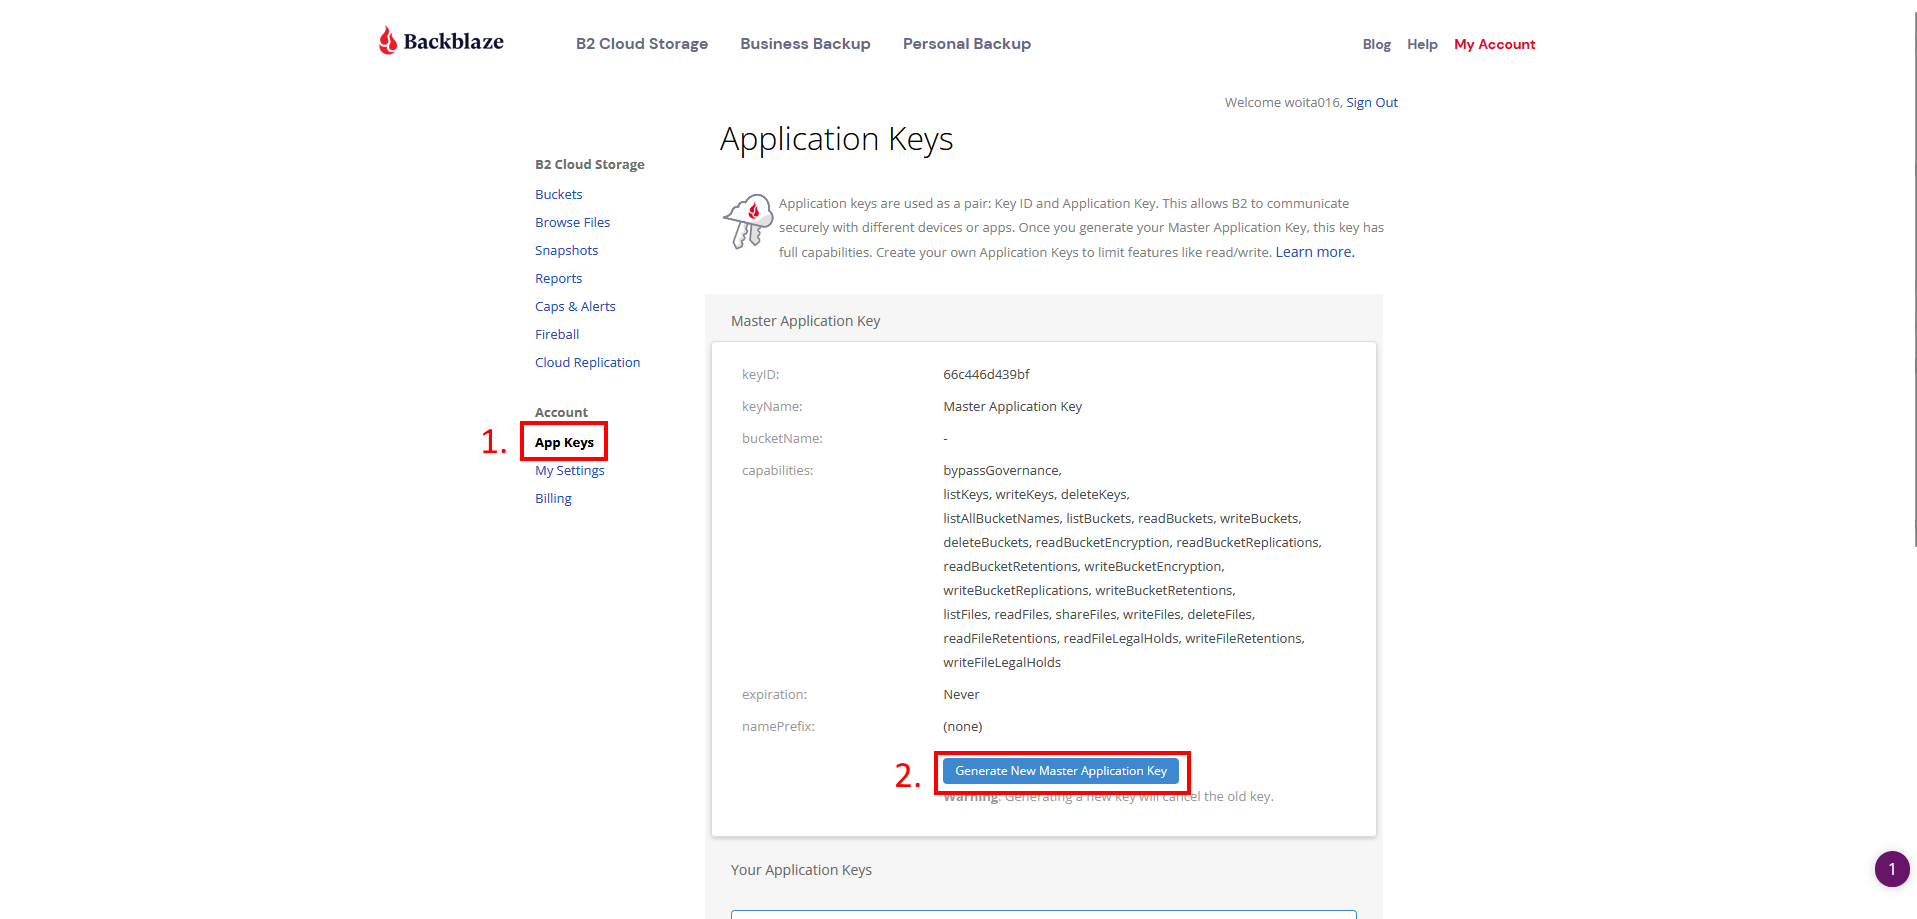 Backblaze
B2 Cloud Storage
Business Backup
Personal Backup
Blog
Help
My Account
Welcome woita016, Sign Out
Application Keys
B2 Cloud Storage
Buckets
Browse Files
Snapshots
Reports
Caps & Alerts
Fireball
Cloud Replication
Account
1.
App Keys
My Settings
Billing
Application keys are used as a pair: Key ID and Application Key. This allows B2 to communicate
securely with different devices or apps. Once you generate your Master Application Key, this key has
full capabilities. Create your own Application Keys to limit features like read/write. Learn more.
Master Application Key
keyID: 66c446d439bf
keyName: Master Application Key
bucketName: -
capabilities: bypassGovernance,
listKeys, writeKeys, deleteKeys,
listAllBucketNames, listBuckets, readBuckets, writeBuckets,
deleteBuckets, readBucketEncryption, readBucketReplications,
readBucketRetentions, writeBucketEncryption,
writeBucketReplications, writeBucketRetentions,
listFiles, readFiles, shareFiles, writeFiles, deleteFiles,
readFileRetentions, readFileLegalHolds, writeFileRetentions,
writeFileLegalHolds
expiration: Never
namePrefix: (none)
2.
Generate New Master Application Key
Warning: Generating a new key will cancel the old key.
Your Application Keys
1